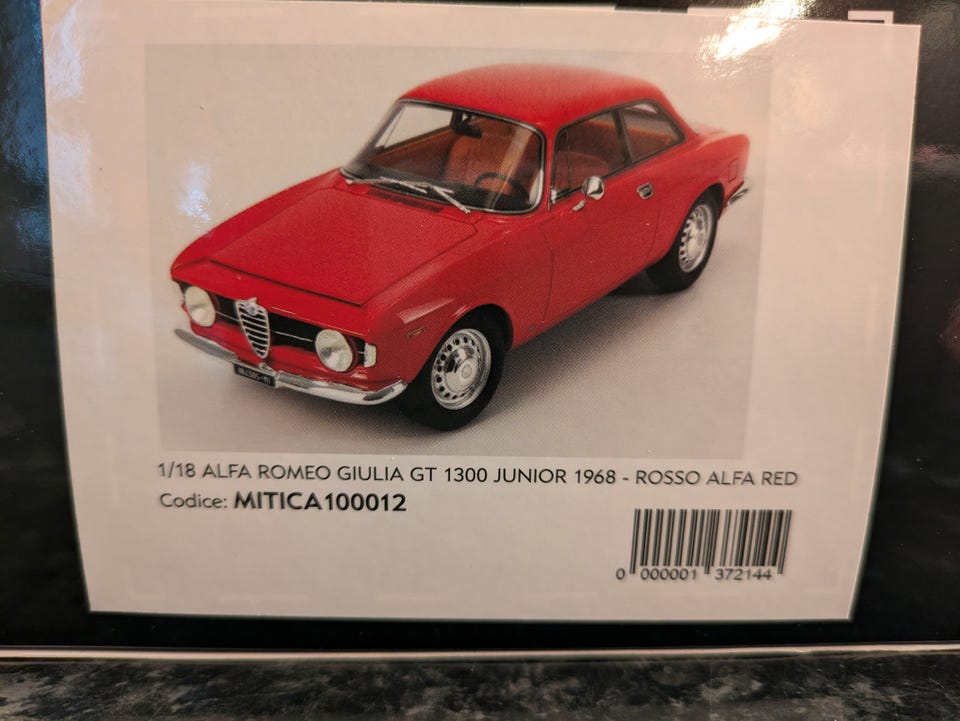 1/18 ALFA ROMEO GIULIA GT 1300 JUNIOR 1968 - ROSSO ALFA RED
Codice: MITICA100012
0 000001 372144